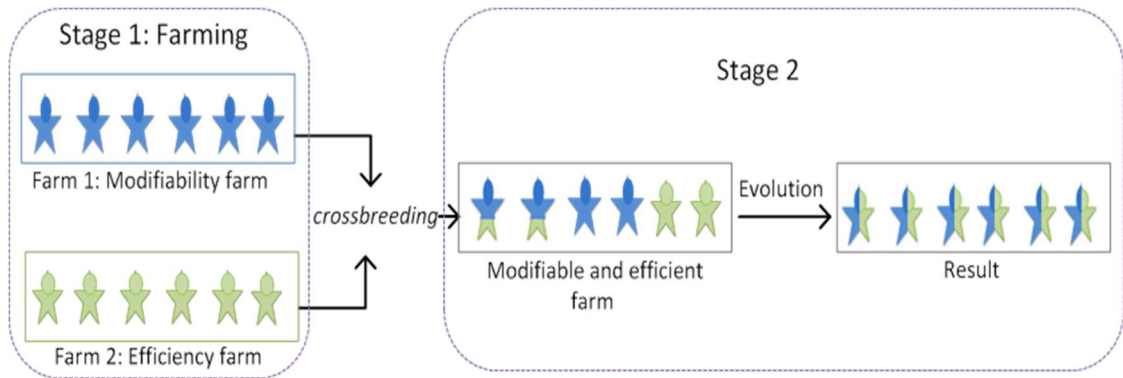 Stage 1: Farming
Farm 1: Modifiability farm
Farm 2: Efficiency farm
crossbreeding
Stage 2
Modifiable and efficient
farm
Evolution
Result